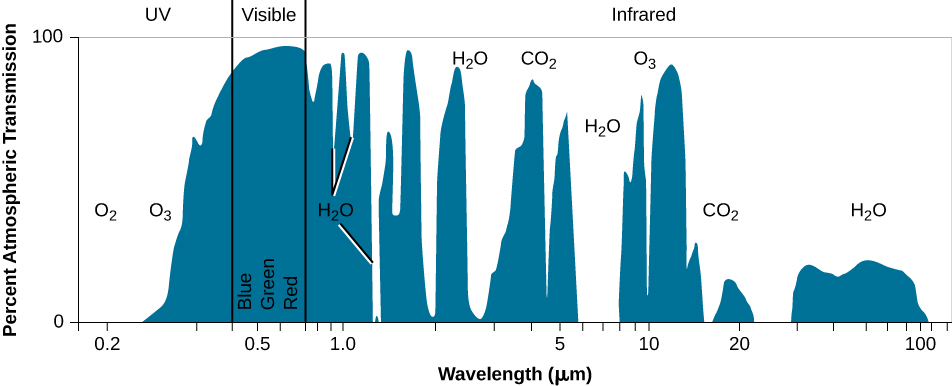 UV Visible Infrared
100
Percent Atmospheric Transmission
H₂O CO₂ O₃
H₂O
O₂ O₃ H₂O CO₂ H₂O
Blue
Green
Red
0
0.2 0.5 1.0 5 10 20 100
Wavelength (μm)